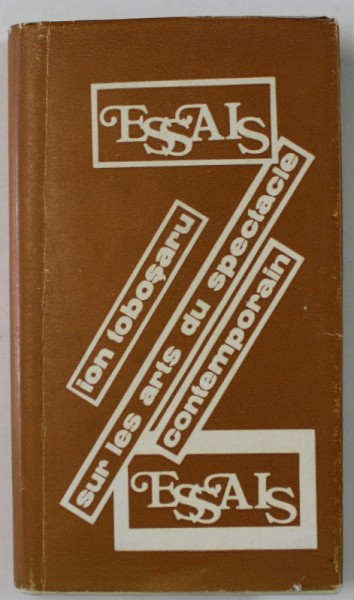 ESSAIS
ion toboșaru
sur les arts du spectacle
contemporain
ESSAIS